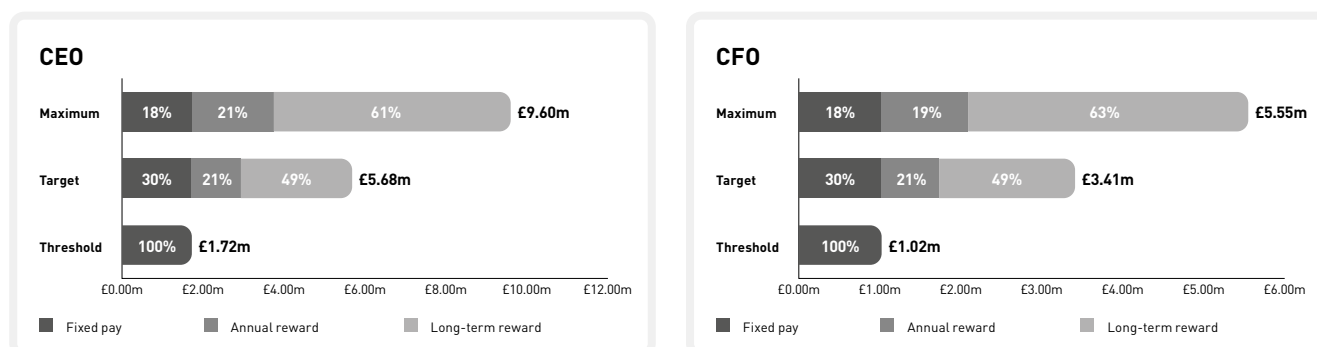 CEO
Maximum 18% 21% 61% £9.60m
Target 30% 21% 49% £5.68m
Threshold 100% £1.72m
£0.00m £2.00m £4.00m £6.00m £8.00m £10.00m £12.00m
Fixed pay Annual reward Long-term reward
CFO
Maximum 18% 19% 63% £5.55m
Target 30% 21% 49% £3.41m
Threshold 100% £1.02m
£0.00m £1.00m £2.00m £3.00m £4.00m £5.00m £6.00m
Fixed pay Annual reward Long-term reward